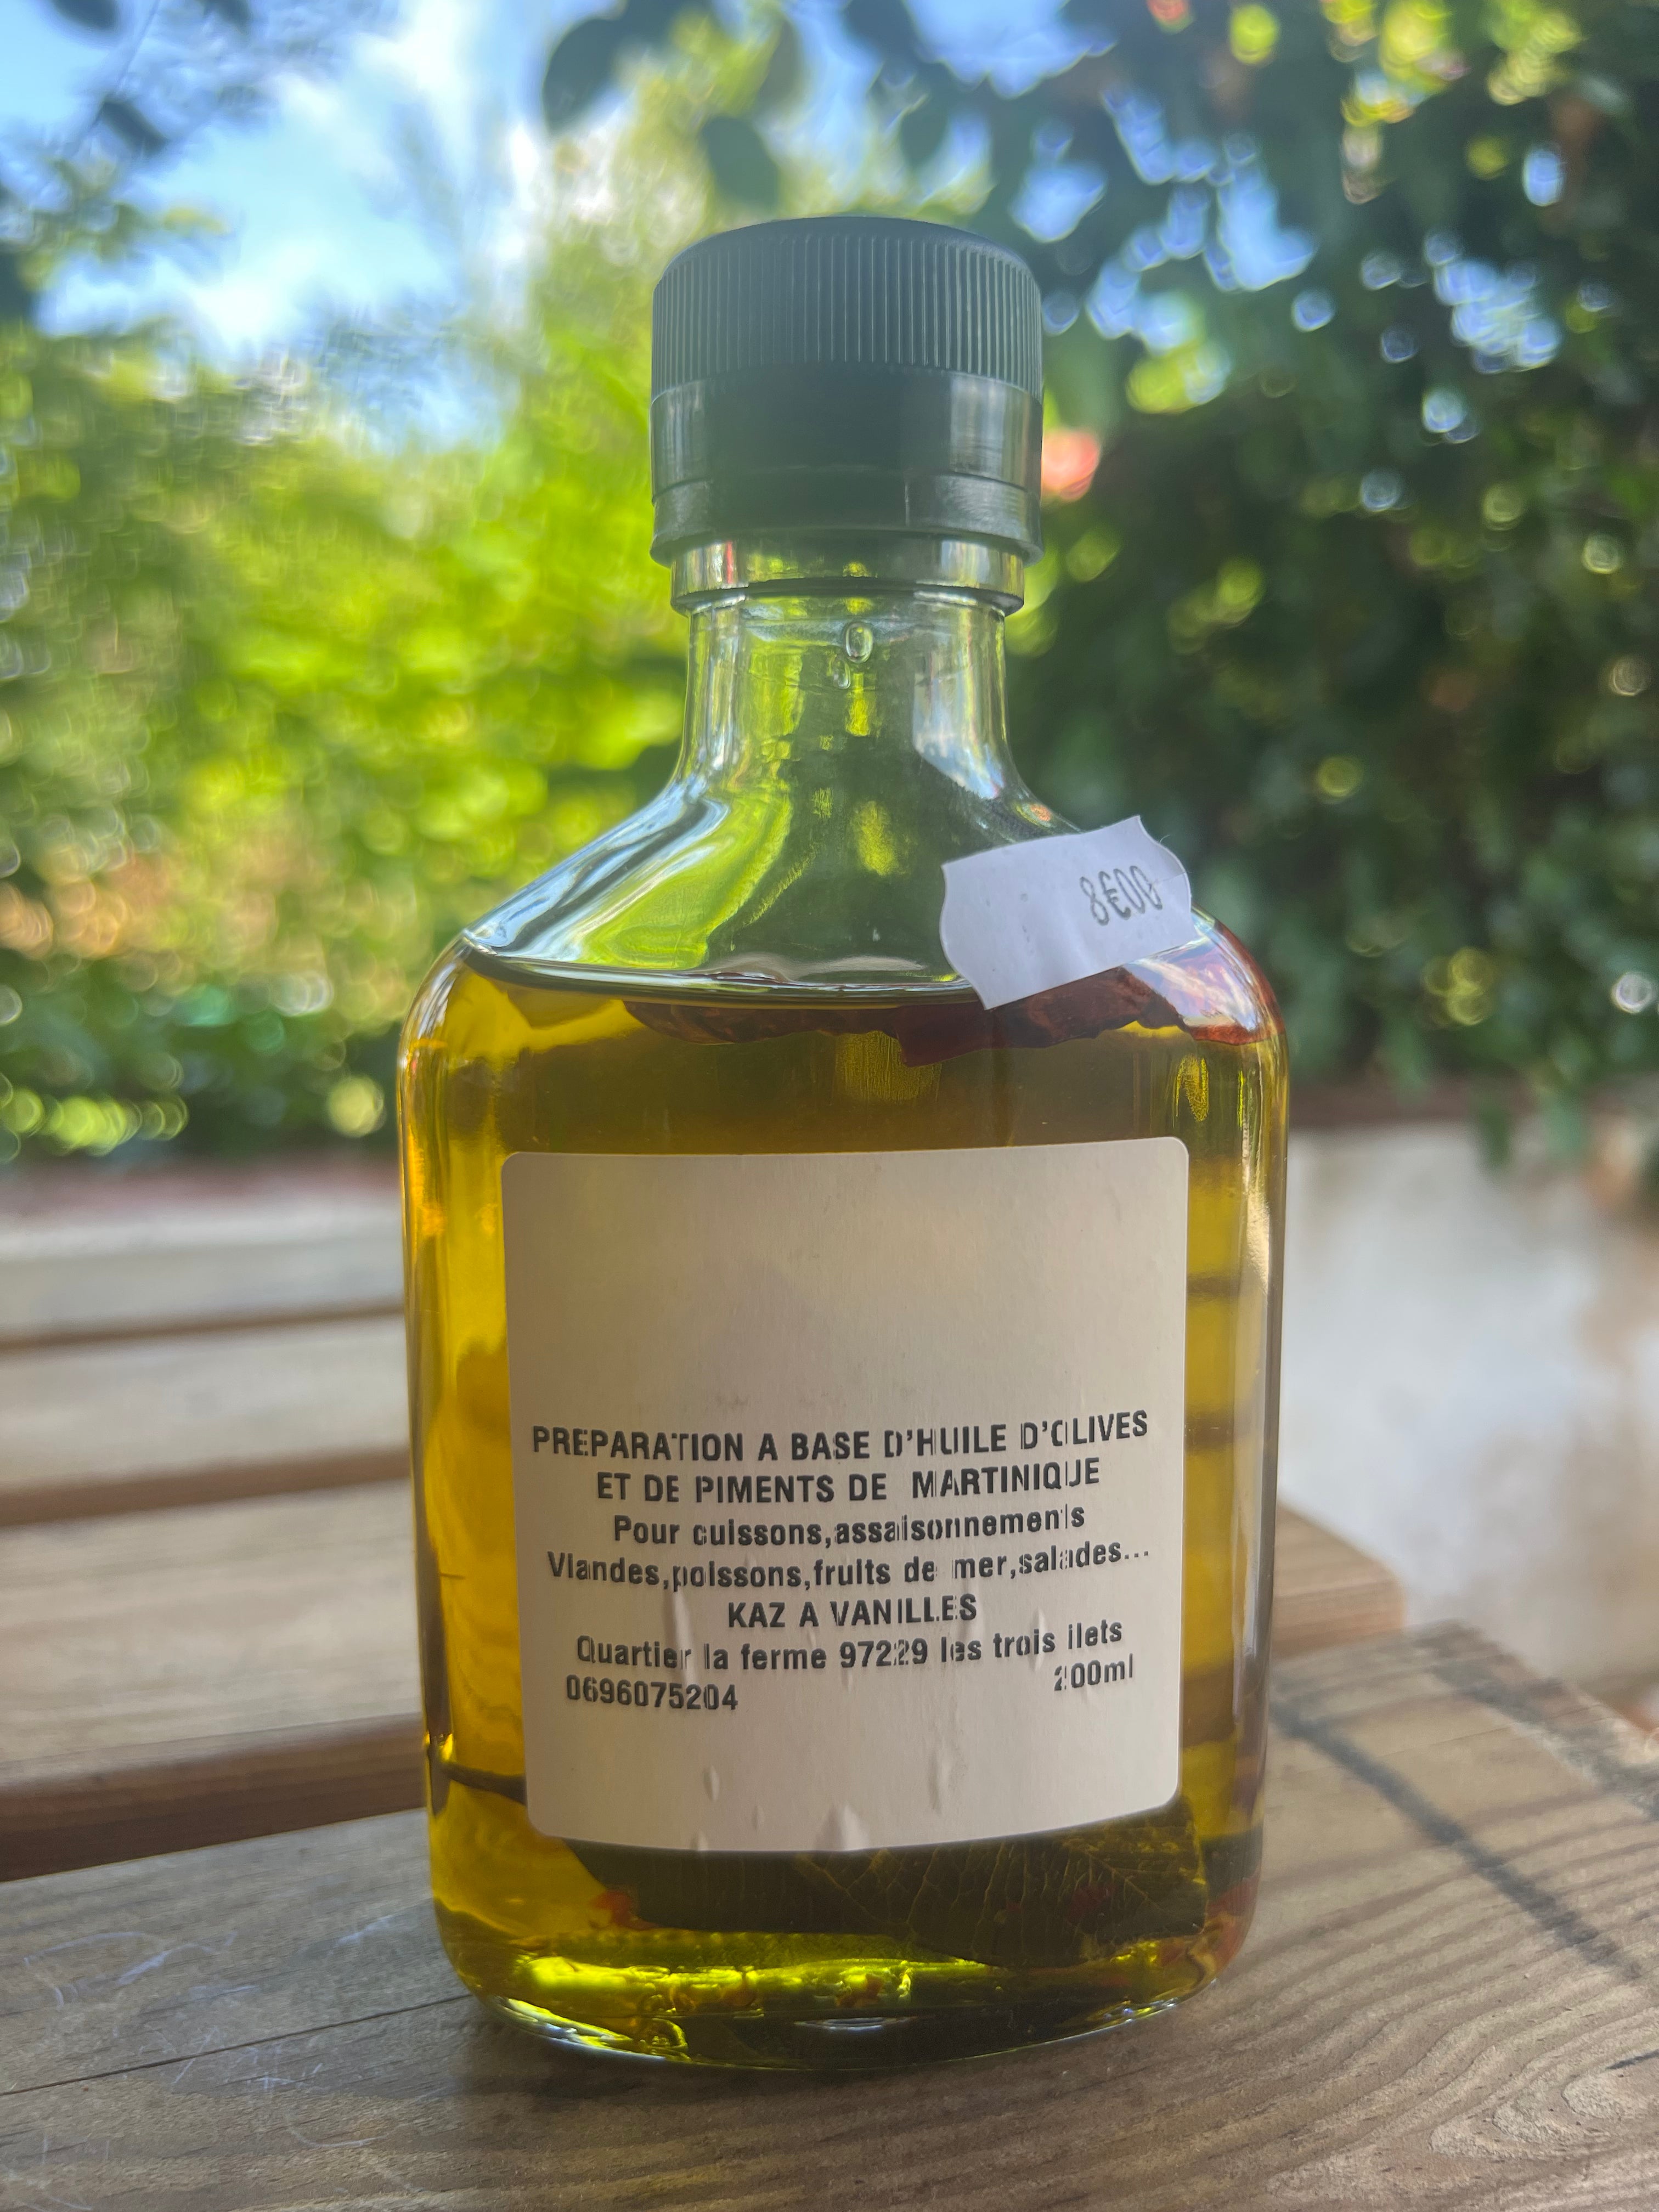 8€00
PREPARATION A BASE D'HUILE D'OLIVES
ET DE PIMENTS DE MARTINIQUE
Pour cuissons,assaisonnements
Viandes,poissons,fruits de mer,salades...
KAZ A VANILLES
Quartier la ferme 97229 les trois ilets
0696075204 200ml